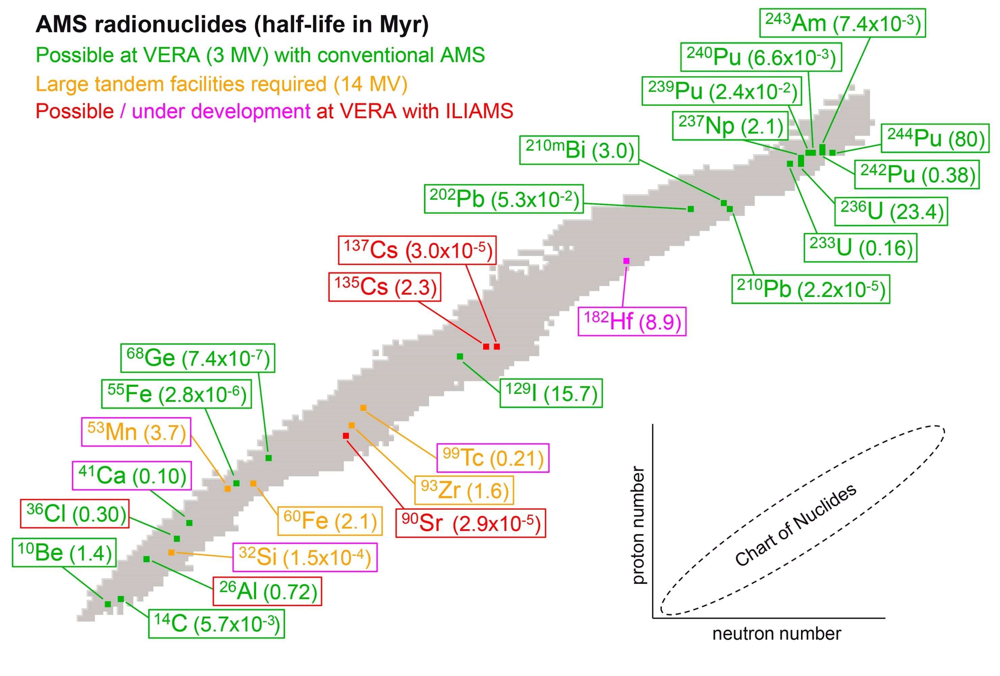 AMS radionuclides (half-life in Myr)
Possible at VERA (3 MV) with conventional AMS
Large tandem facilities required (14 MV)
Possible / under development at VERA with ILIAMS
²⁴³Am (7.4x10⁻³)
²⁴⁰Pu (6.6x10⁻³)
²³⁹Pu (2.4x10⁻²)
²³⁷Np (2.1)
²⁴⁴Pu (80)
²¹⁰ᵐBi (3.0)
²⁴²Pu (0.38)
²⁰²Pb (5.3x10⁻²)
²³⁶U (23.4)
¹³⁷Cs (3.0x10⁻⁵)
²³³U (0.16)
¹³⁵Cs (2.3)
²¹⁰Pb (2.2x10⁻⁵)
¹⁸²Hf (8.9)
⁶⁸Ge (7.4x10⁻⁷)
⁵⁵Fe (2.8x10⁻⁶)
¹²⁹I (15.7)
⁵³Mn (3.7)
⁹⁹Tc (0.21)
⁴¹Ca (0.10)
⁹³Zr (1.6)
³⁶Cl (0.30)
⁶⁰Fe (2.1)
⁹⁰Sr (2.9x10⁻⁵)
¹⁰Be (1.4)
³²Si (1.5x10⁻⁴)
²⁶Al (0.72)
¹⁴C (5.7x10⁻³)
proton number
Chart of Nuclides
neutron number